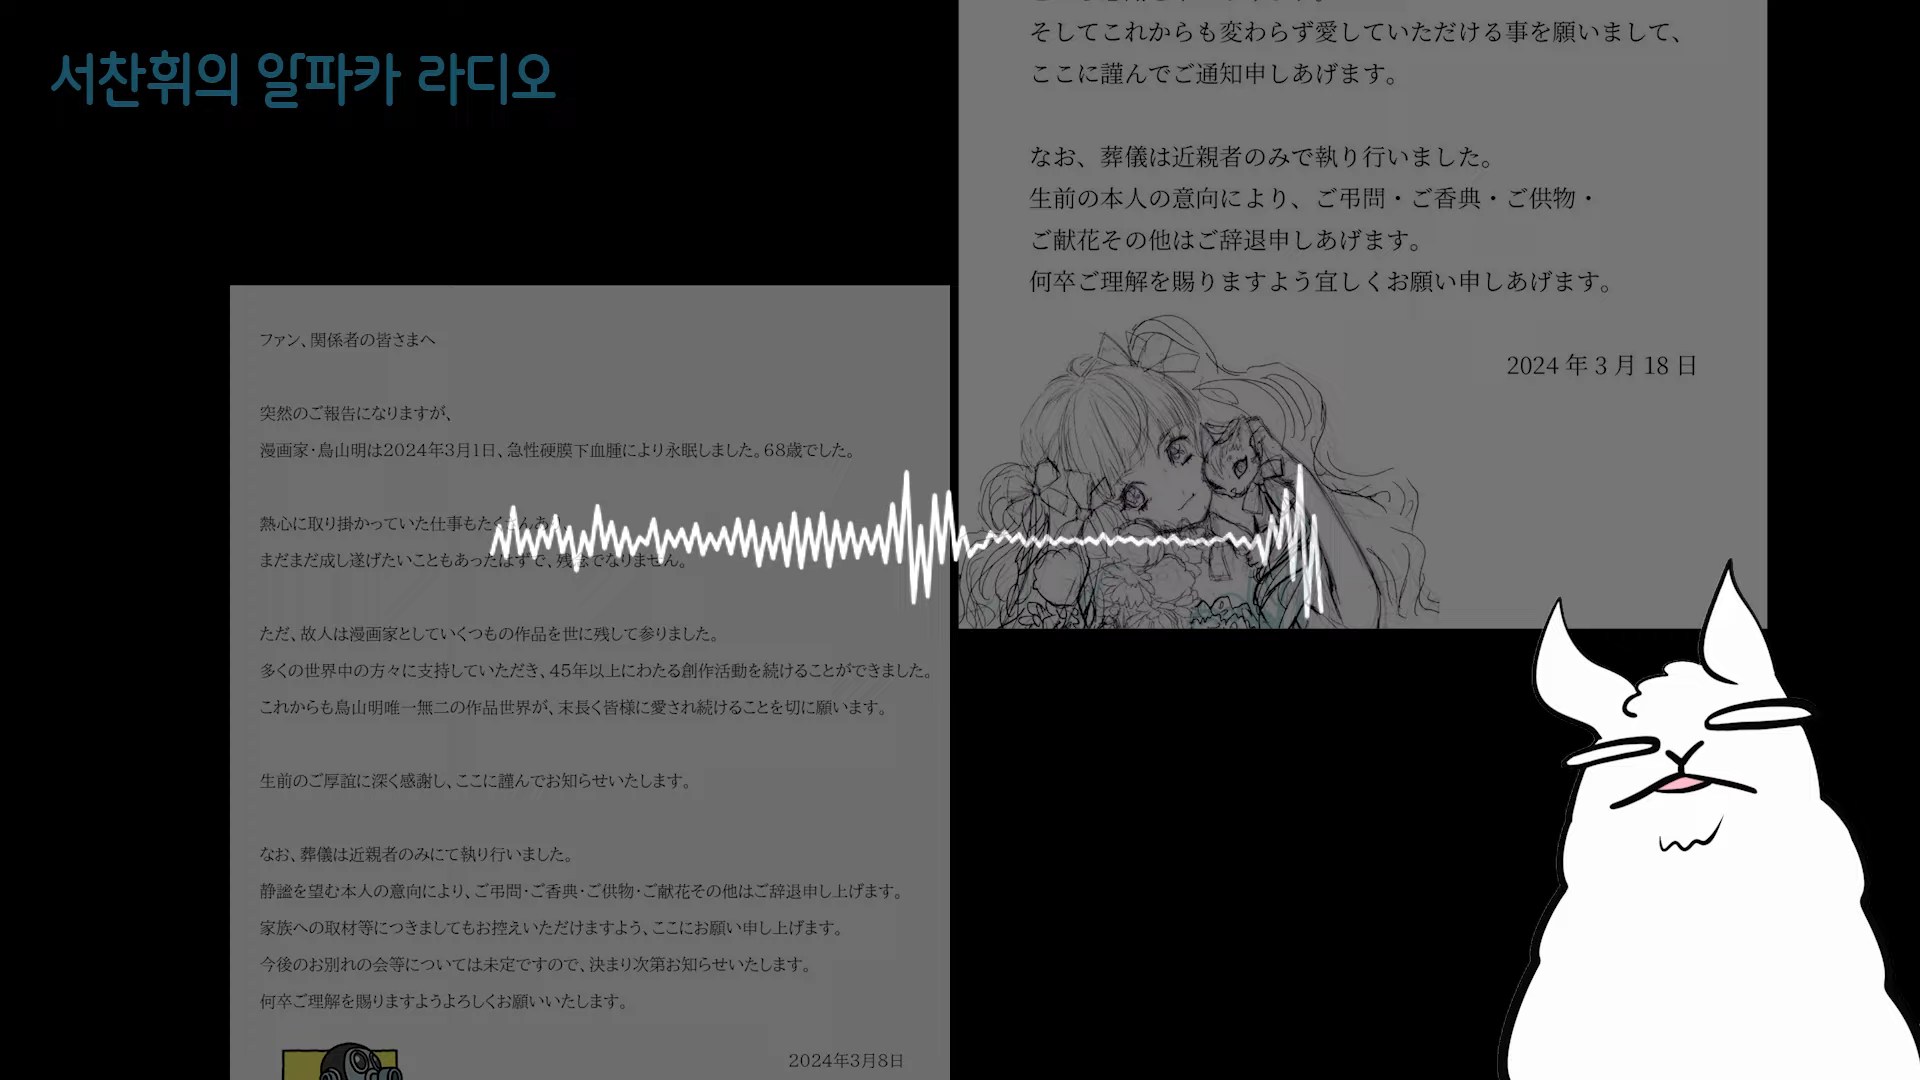 서찬휘의 알파카 라디오
そしてこれからも変わらず愛していただける事を願いまして、
ここに謹んでご通知申しあげます。
なお、葬儀は近親者のみで執り行いました。
生前の本人の意向により、ご弔問・ご香典・ご供物・
ご献花その他はご辞退申しあげます。
何卒ご理解を賜りますよう宜しくお願い申しあげます。
2024年3月18日
ファン、関係者の皆さまへ
突然のご報告になりますが、
漫画家・鳥山明は2024年3月1日、急性硬膜下血腫により永眠しました。68歳でした。
熱心に取り掛かっていた仕事もたくさんあり、
まだまだ成し遂げたいこともあったはずで、残念でなりません。
ただ、故人は漫画家としていくつもの作品を世に残して参りました。
多くの世界中の方々に支持していただき、45年以上にわたる創作活動を続けることができました。
これからも鳥山明唯一無二の作品世界が、末長く皆様に愛され続けることを切に願います。
生前のご厚誼に深く感謝し、ここに謹んでお知らせいたします。
なお、葬儀は近親者のみにて執り行いました。
静謐を望む本人の意向により、ご弔問・ご香典・ご供物・ご献花その他はご辞退申し上げます。
家族への取材等につきましてもお控えいただけますよう、ここにお願い申し上げます。
今後のお別れの会等については未定ですので、決まり次第お知らせいたします。
何卒ご理解を賜りますようよろしくお願いいたします。
2024年3月8日